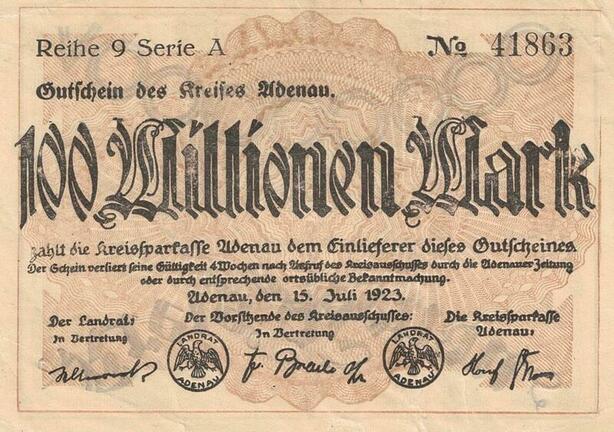 Reihe 9 Serie A № 41863
Gutschein des Kreises Adenau.
100 Millionen Mark
zahlt die Kreissparkasse Adenau dem Einlieferer dieses Gutscheines.
Der Schein verliert seine Gültigkeit 4 Wochen nach Aufruf des Kreisausschusses durch die Adenauer Zeitung
oder durch entsprechende ortsübliche Bekanntmachung.
Adenau, den 15. Juli 1923.
Der Landrat: Der Vorsitzende des Kreisausschusses: Die Kreissparkasse
In Vertretung In Vertretung Adenau:
LANDRAT ADENAU LANDRAT ADENAU